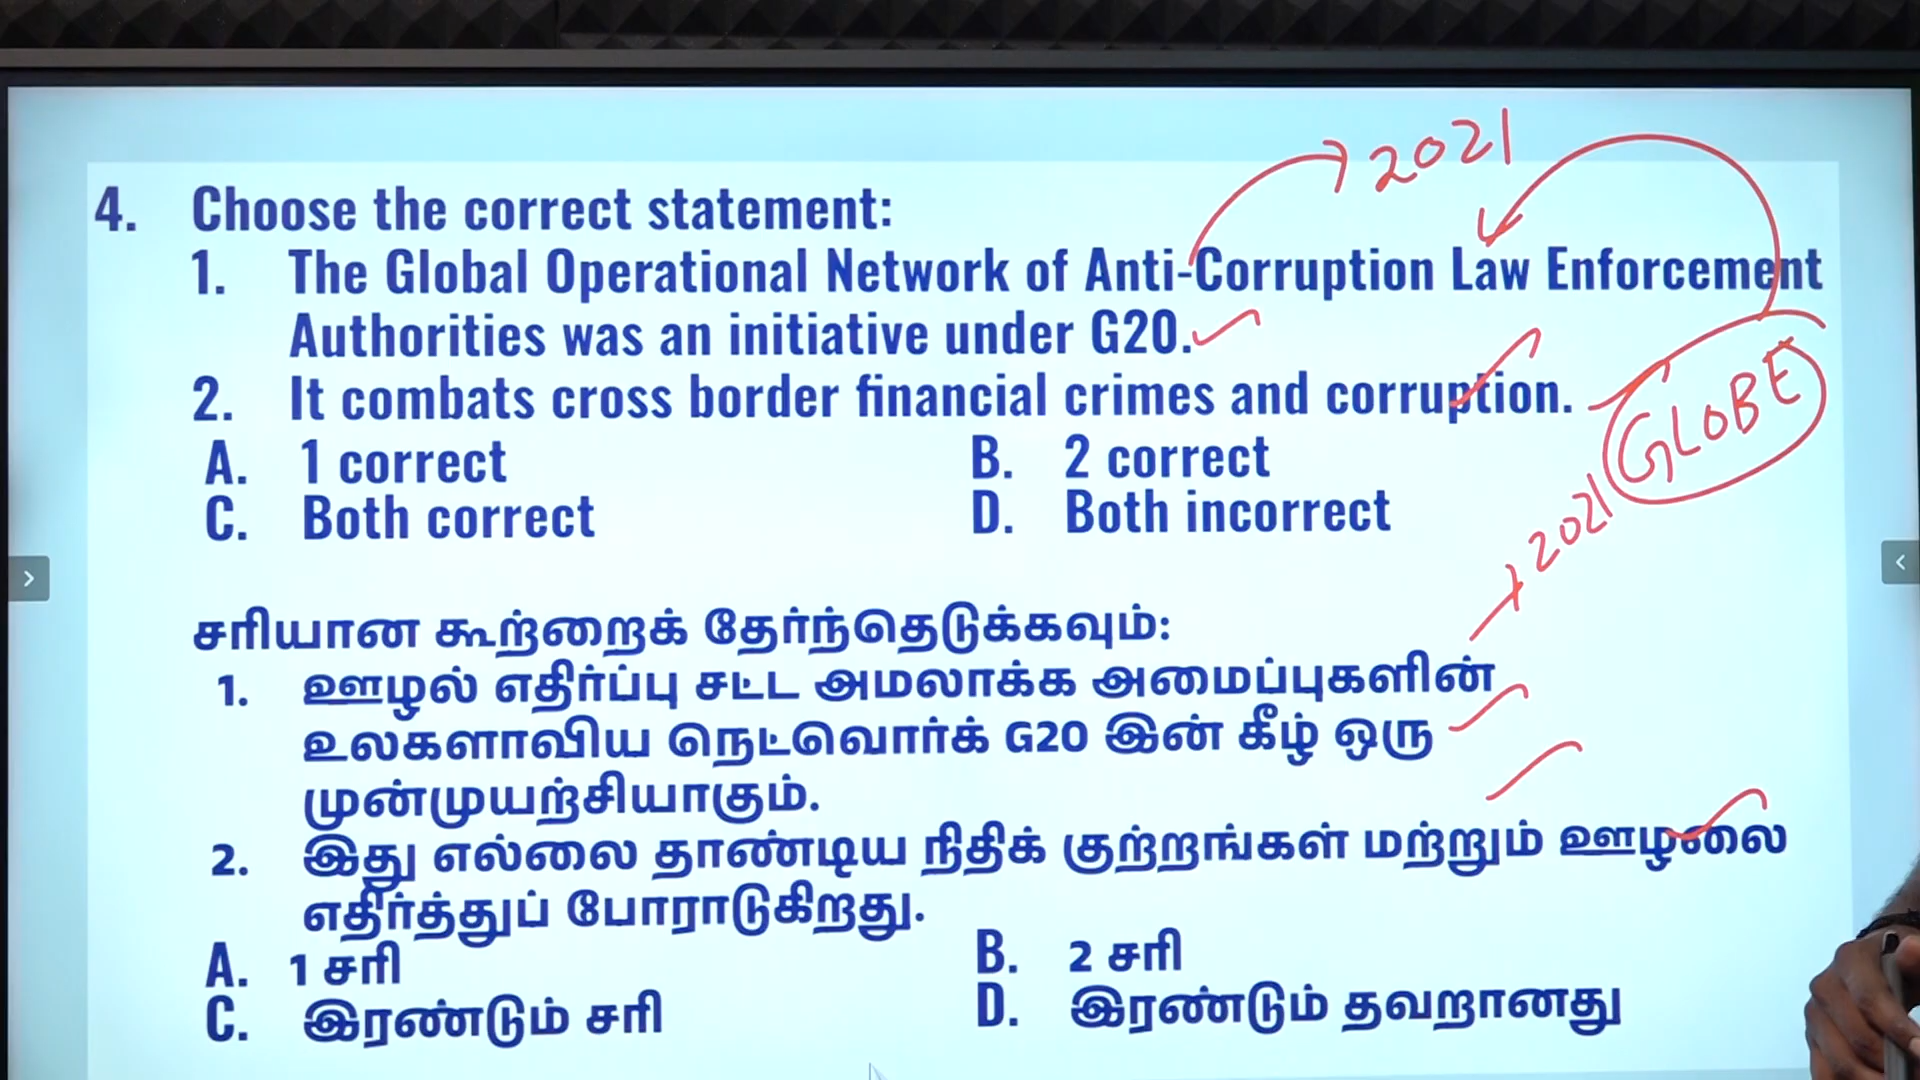 4. Choose the correct statement:
1. The Global Operational Network of Anti-Corruption Law Enforcement
Authorities was an initiative under G20.
2. It combats cross border financial crimes and corruption.
A. 1 correct B. 2 correct
C. Both correct D. Both incorrect
2021
GLOBE
2021
சரியான கூற்றைக் தேர்ந்தெடுக்கவும்:
1. ஊழல் எதிர்ப்பு சட்ட அமலாக்க அமைப்புகளின்
உலகளாவிய நெட்வொர்க் G20 இன் கீழ் ஒரு
முன்முயற்சியாகும்.
2. இது எல்லை தாண்டிய நிதிக் குற்றங்கள் மற்றும் ஊழலை
எதிர்த்துப் போராடுகிறது.
A. 1 சரி B. 2 சரி
C. இரண்டும் சரி D. இரண்டும் தவறானது